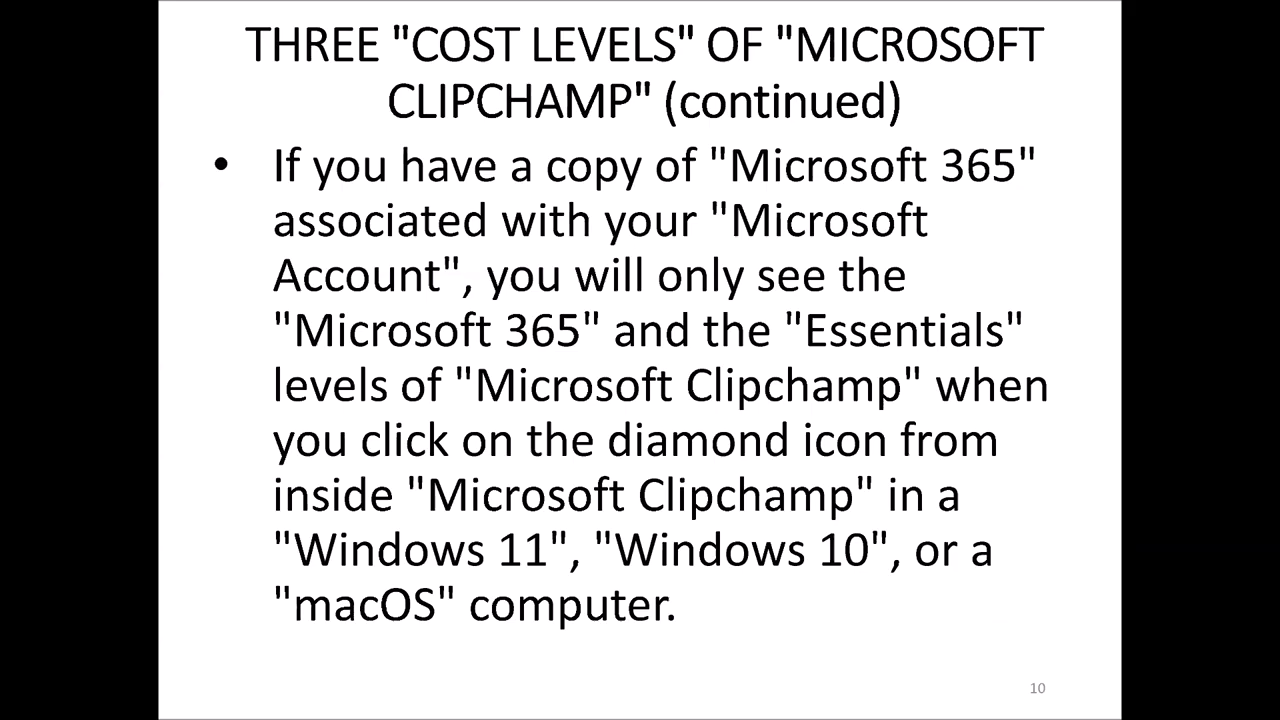 THREE "COST LEVELS" OF "MICROSOFT
CLIPCHAMP" (continued)
• If you have a copy of "Microsoft 365"
associated with your "Microsoft
Account", you will only see the
"Microsoft 365" and the "Essentials"
levels of "Microsoft Clipchamp" when
you click on the diamond icon from
inside "Microsoft Clipchamp" in a
"Windows 11", "Windows 10", or a
"macOS" computer.
10